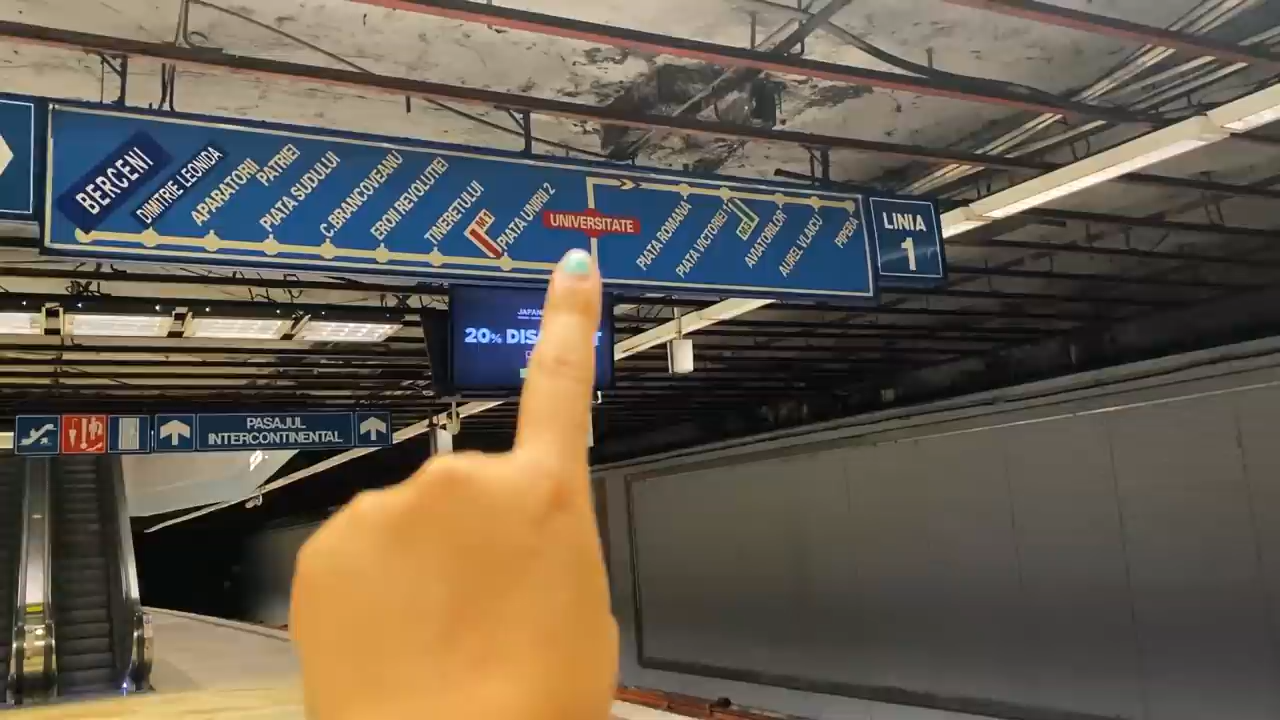 BERCENI
DIMITRIE LEONIDA
APARATORII
PATRIEI
PIATA SUDULUI
C.BRANCOVEANU
EROII REVOLUTIEI
TINERETULUI
PIATA UNIRII 2
UNIVERSITATE
PIATA ROMANA
PIATA VICTORIEI
AVIATORILOR
AUREL VLAICU
PIPERA
LINIA
1
20%
PASAJUL
INTERCONTINENTAL